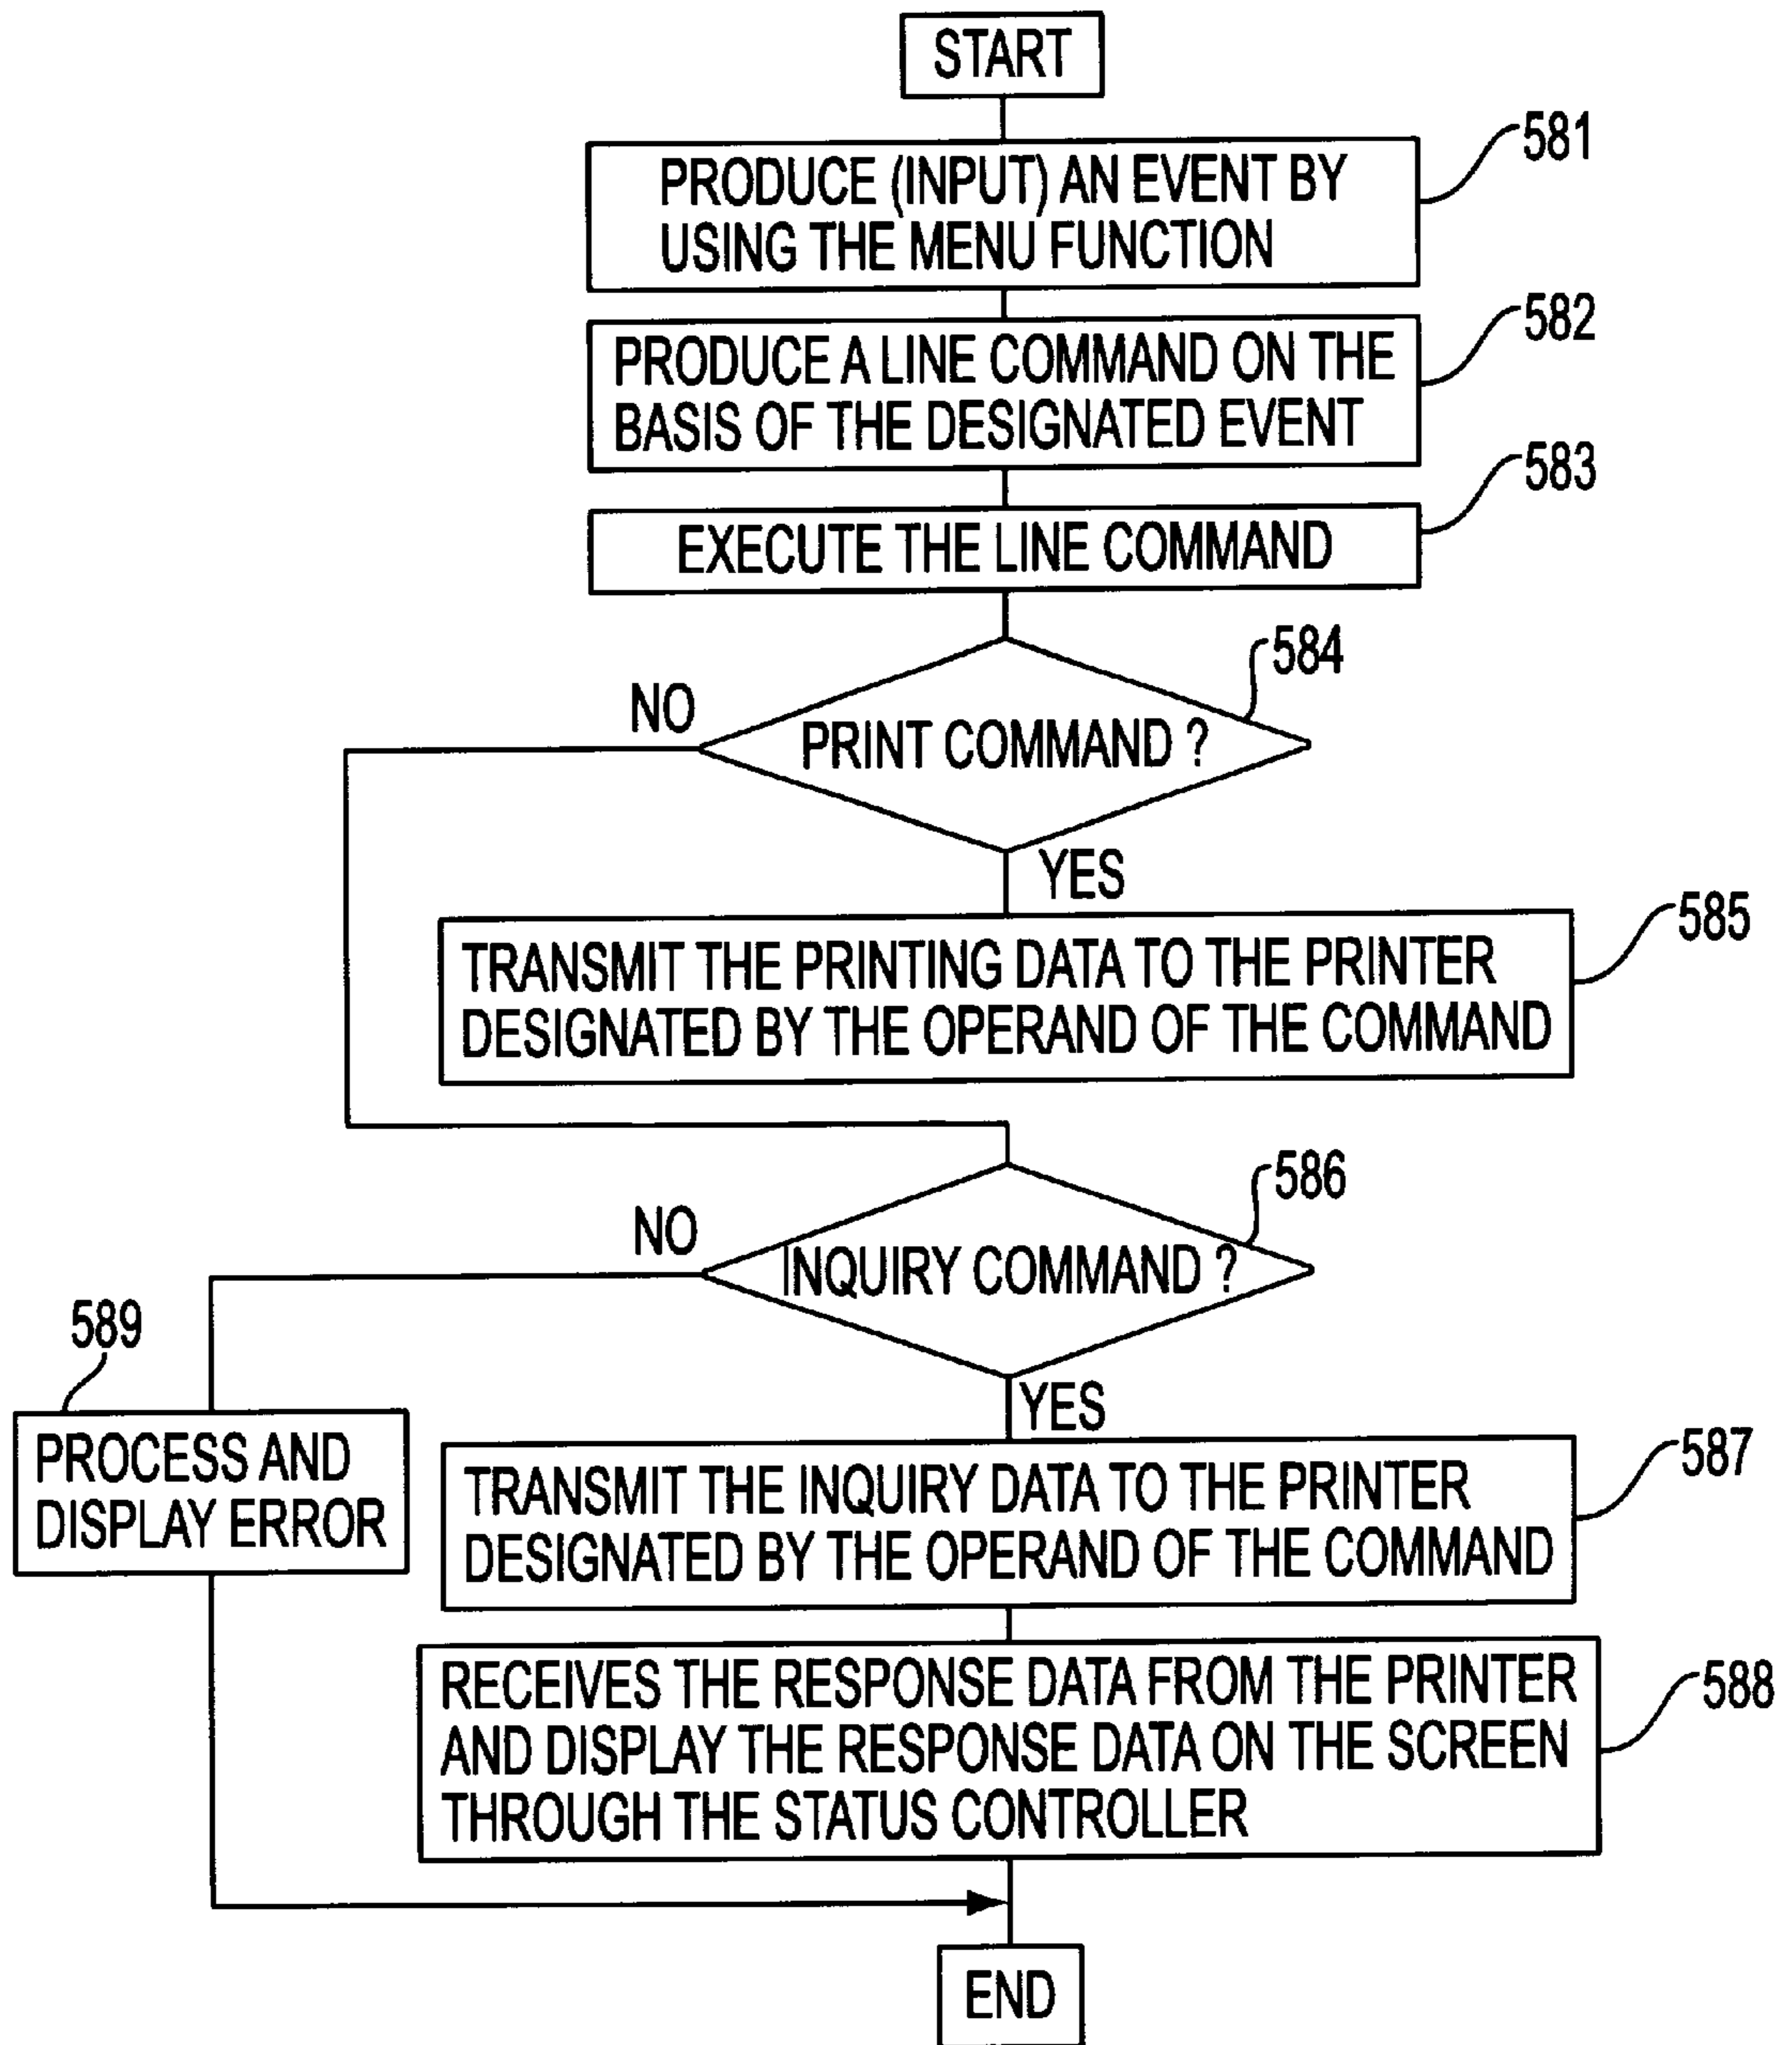 START
581
PRODUCE (INPUT) AN EVENT BY
USING THE MENU FUNCTION
582
PRODUCE A LINE COMMAND ON THE
BASIS OF THE DESIGNATED EVENT
583
EXECUTE THE LINE COMMAND
584
NO
PRINT COMMAND ?
YES
585
TRANSMIT THE PRINTING DATA TO THE PRINTER
DESIGNATED BY THE OPERAND OF THE COMMAND
586
NO
INQUIRY COMMAND ?
589
YES
PROCESS AND
DISPLAY ERROR
587
TRANSMIT THE INQUIRY DATA TO THE PRINTER
DESIGNATED BY THE OPERAND OF THE COMMAND
588
RECEIVES THE RESPONSE DATA FROM THE PRINTER
AND DISPLAY THE RESPONSE DATA ON THE SCREEN
THROUGH THE STATUS CONTROLLER
END